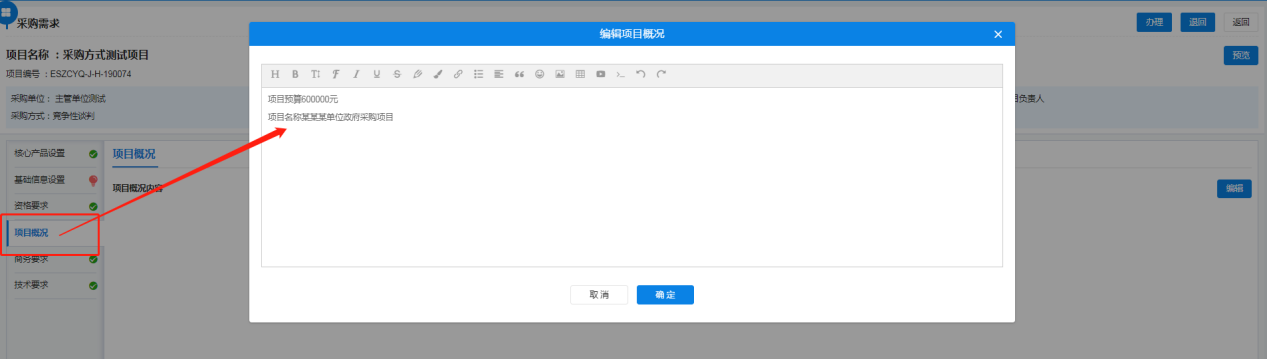 采购需求
办理
退回
返回
项目名称 ：采购方式测试项目
预览
项目编号 ：ESZCYQ-J-H-190074
采购单位： 主管单位测试
目负责人
采购方式：竞争性谈判
核心产品设置
基础信息设置
资格要求
项目概况
商务要求
技术要求
项目概况
项目概况内容
编辑
编辑项目概况
项目预算600000元
项目名称某某某单位政府采购项目
取消
确定